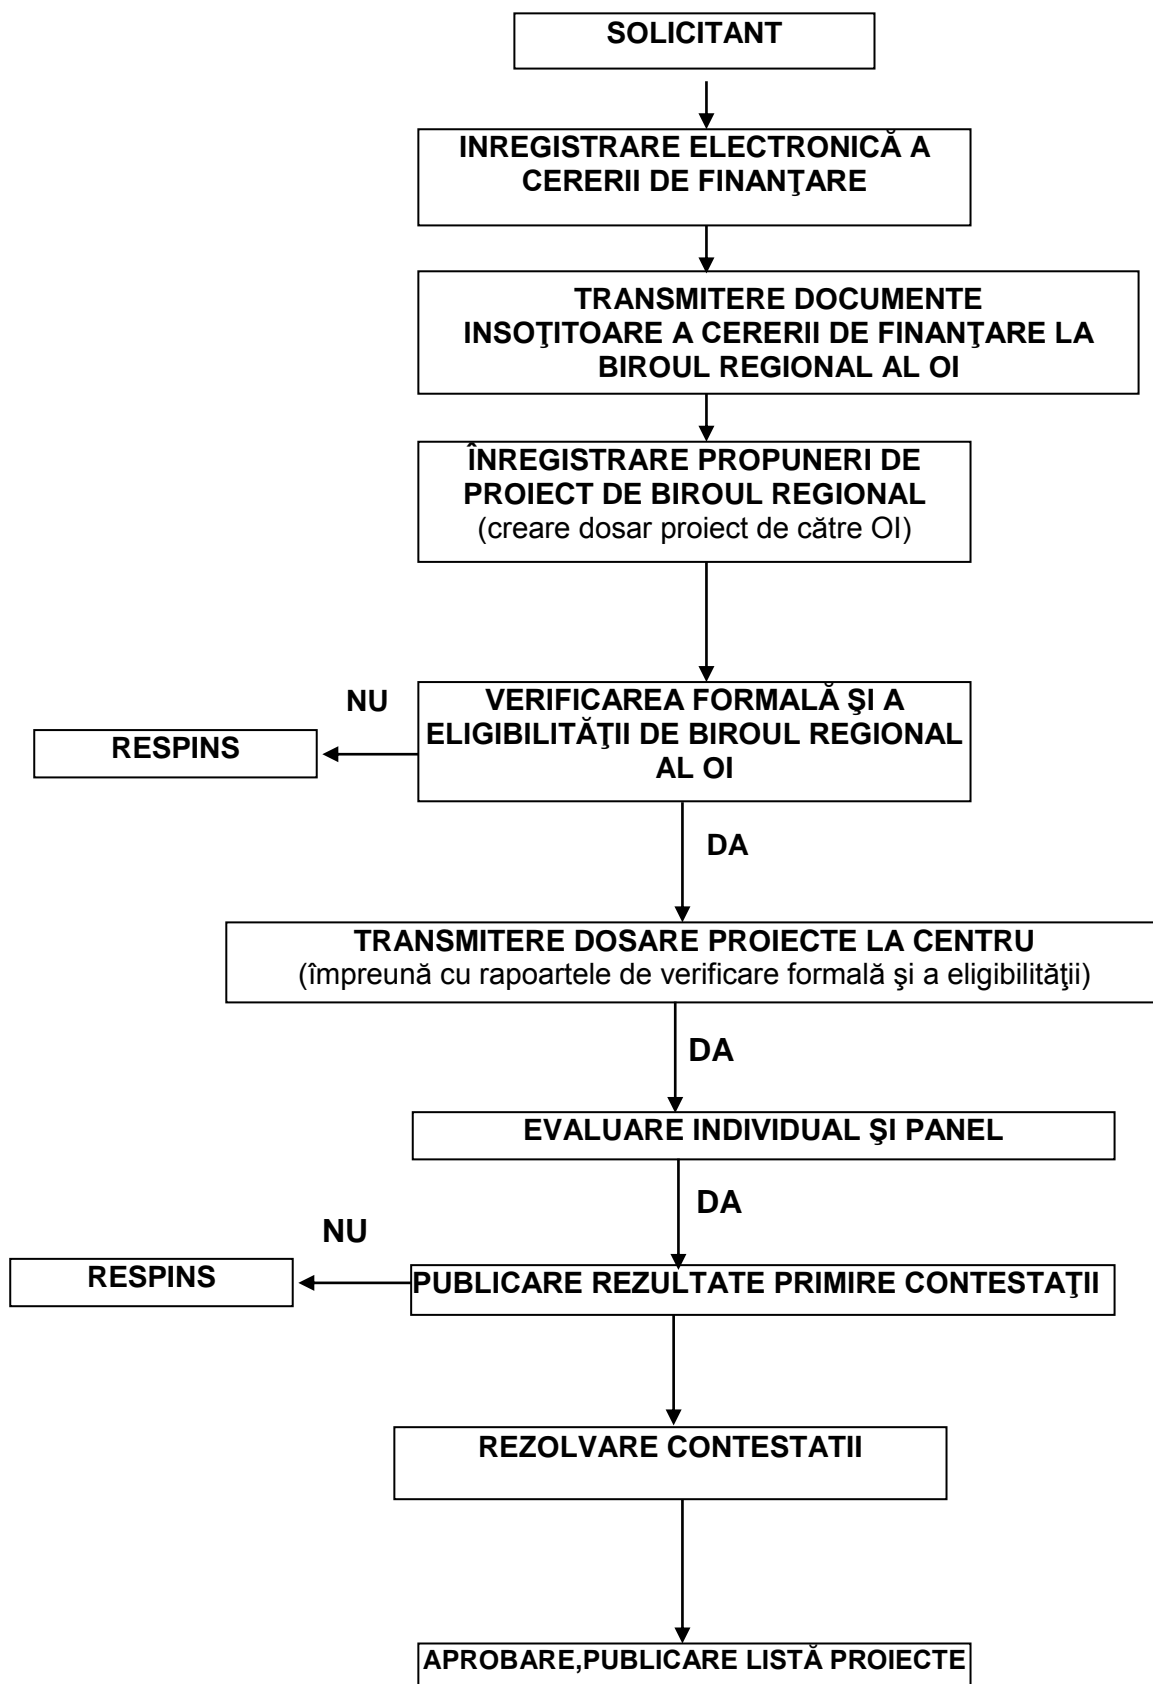 SOLICITANT
INREGISTRARE ELECTRONICĂ A
CERERII DE FINANŢARE
TRANSMITERE DOCUMENTE
INSOŢITOARE A CERERII DE FINANŢARE LA
BIROUL REGIONAL AL OI
ÎNREGISTRARE PROPUNERI DE
PROIECT DE BIROUL REGIONAL
(creare dosar proiect de către OI)
NU
VERIFICAREA FORMALĂ ŞI A
ELIGIBILITĂŢII DE BIROUL REGIONAL
AL OI
RESPINS
DA
TRANSMITERE DOSARE PROIECTE LA CENTRU
(împreună cu rapoartele de verificare formală şi a eligibilităţii)
DA
EVALUARE INDIVIDUAL ŞI PANEL
DA
NU
RESPINS
PUBLICARE REZULTATE PRIMIRE CONTESTAŢII
REZOLVARE CONTESTATII
APROBARE,PUBLICARE LISTĂ PROIECTE